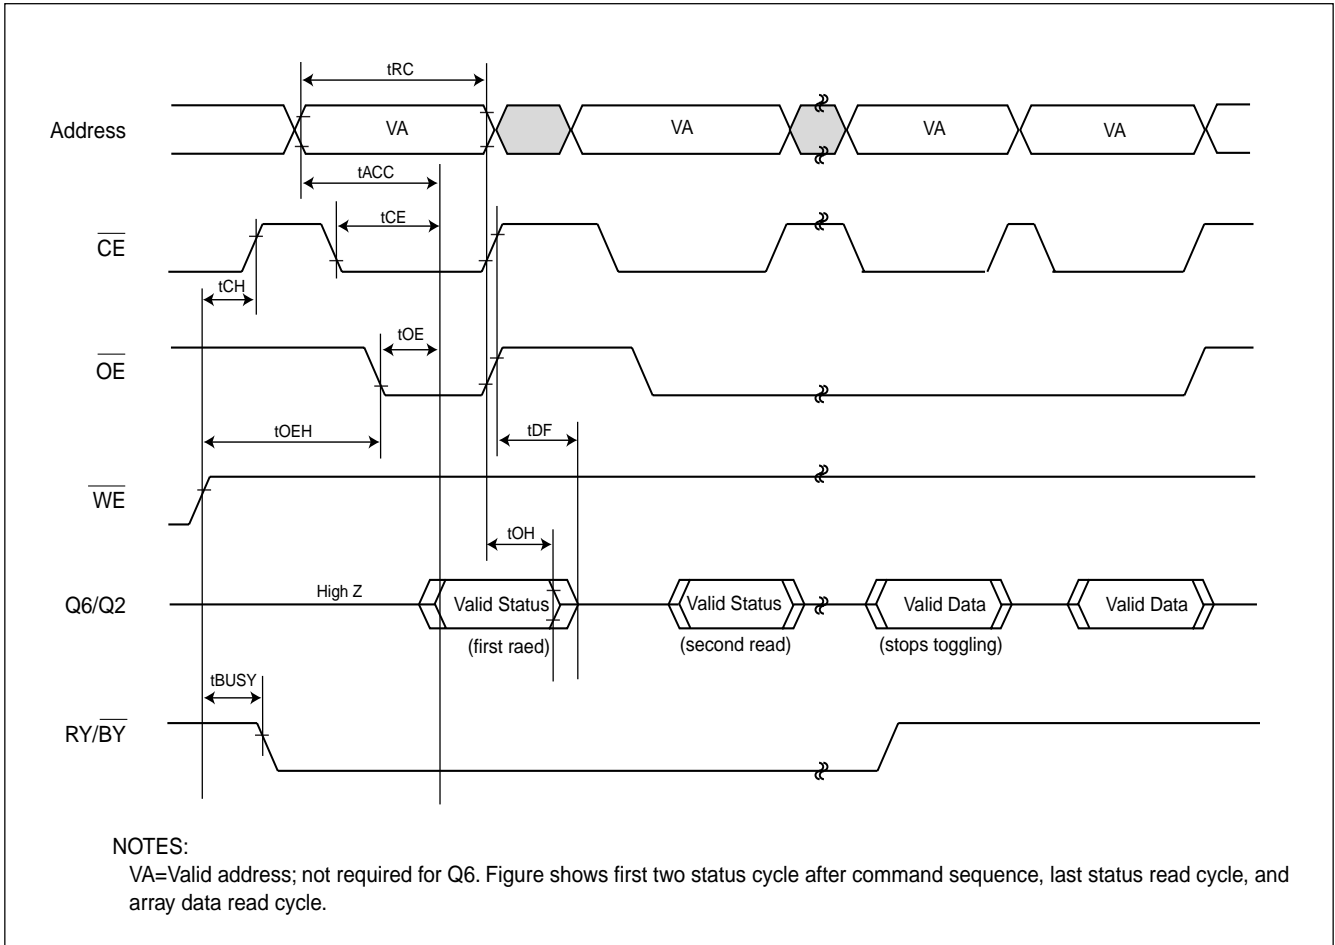 tRC
Address VA VA VA VA
tACC
tCE
CE
tCH
tOE
OE
tOEH tDF
WE
tOH
High Z
Q6/Q2 Valid Status Valid Status Valid Data Valid Data
(first raed) (second read) (stops toggling)
tBUSY
RY/BY
NOTES:
VA=Valid address; not required for Q6. Figure shows first two status cycle after command sequence, last status read cycle, and
array data read cycle.